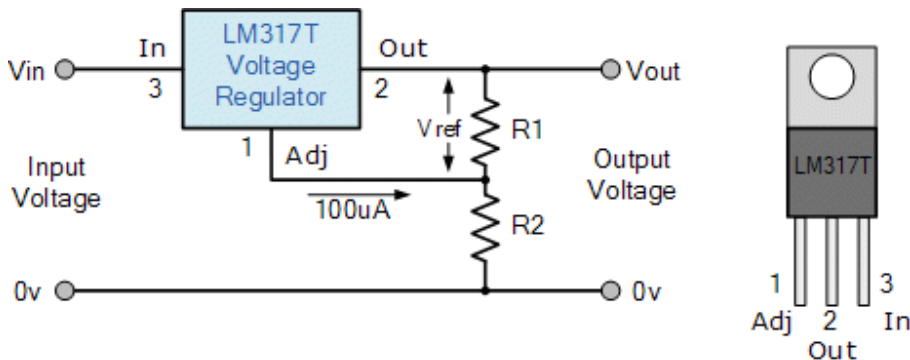 LM317T
Voltage
Regulator
In
Out
Vin
3
2
Vout
1
Adj
Vref
R1
Input
Voltage
100uA
Output
Voltage
R2
0v
0v
LM317T
1
3
Adj
2
In
Out